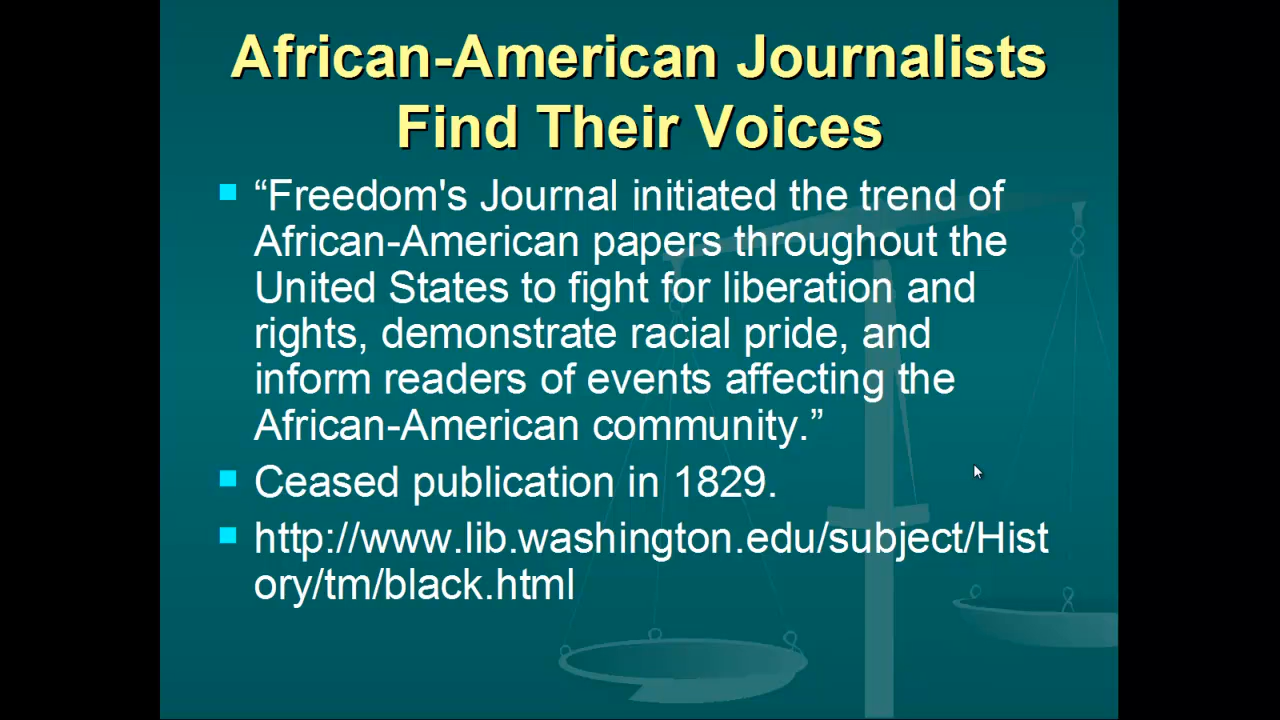 African-American Journalists
Find Their Voices
“Freedom's Journal initiated the trend of
African-American papers throughout the
United States to fight for liberation and
rights, demonstrate racial pride, and
inform readers of events affecting the
African-American community.”
Ceased publication in 1829.
http://www.lib.washington.edu/subject/Hist
ory/tm/black.html